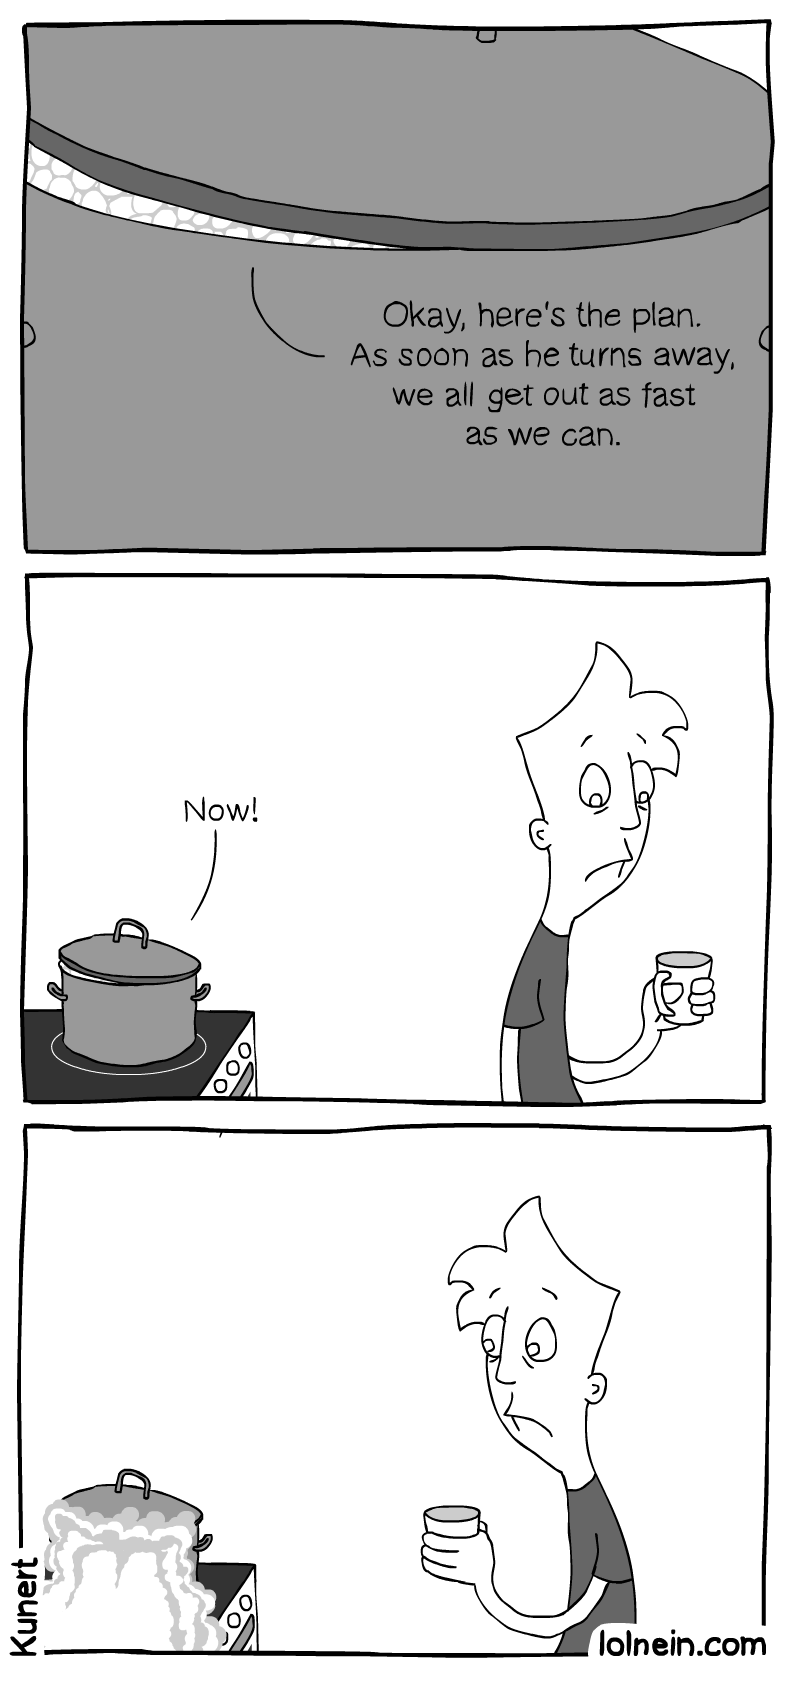 Okay, here's the plan.
As soon as he turns away,
we all get out as fast
as we can.
Now!
Kunert
lolnein.com